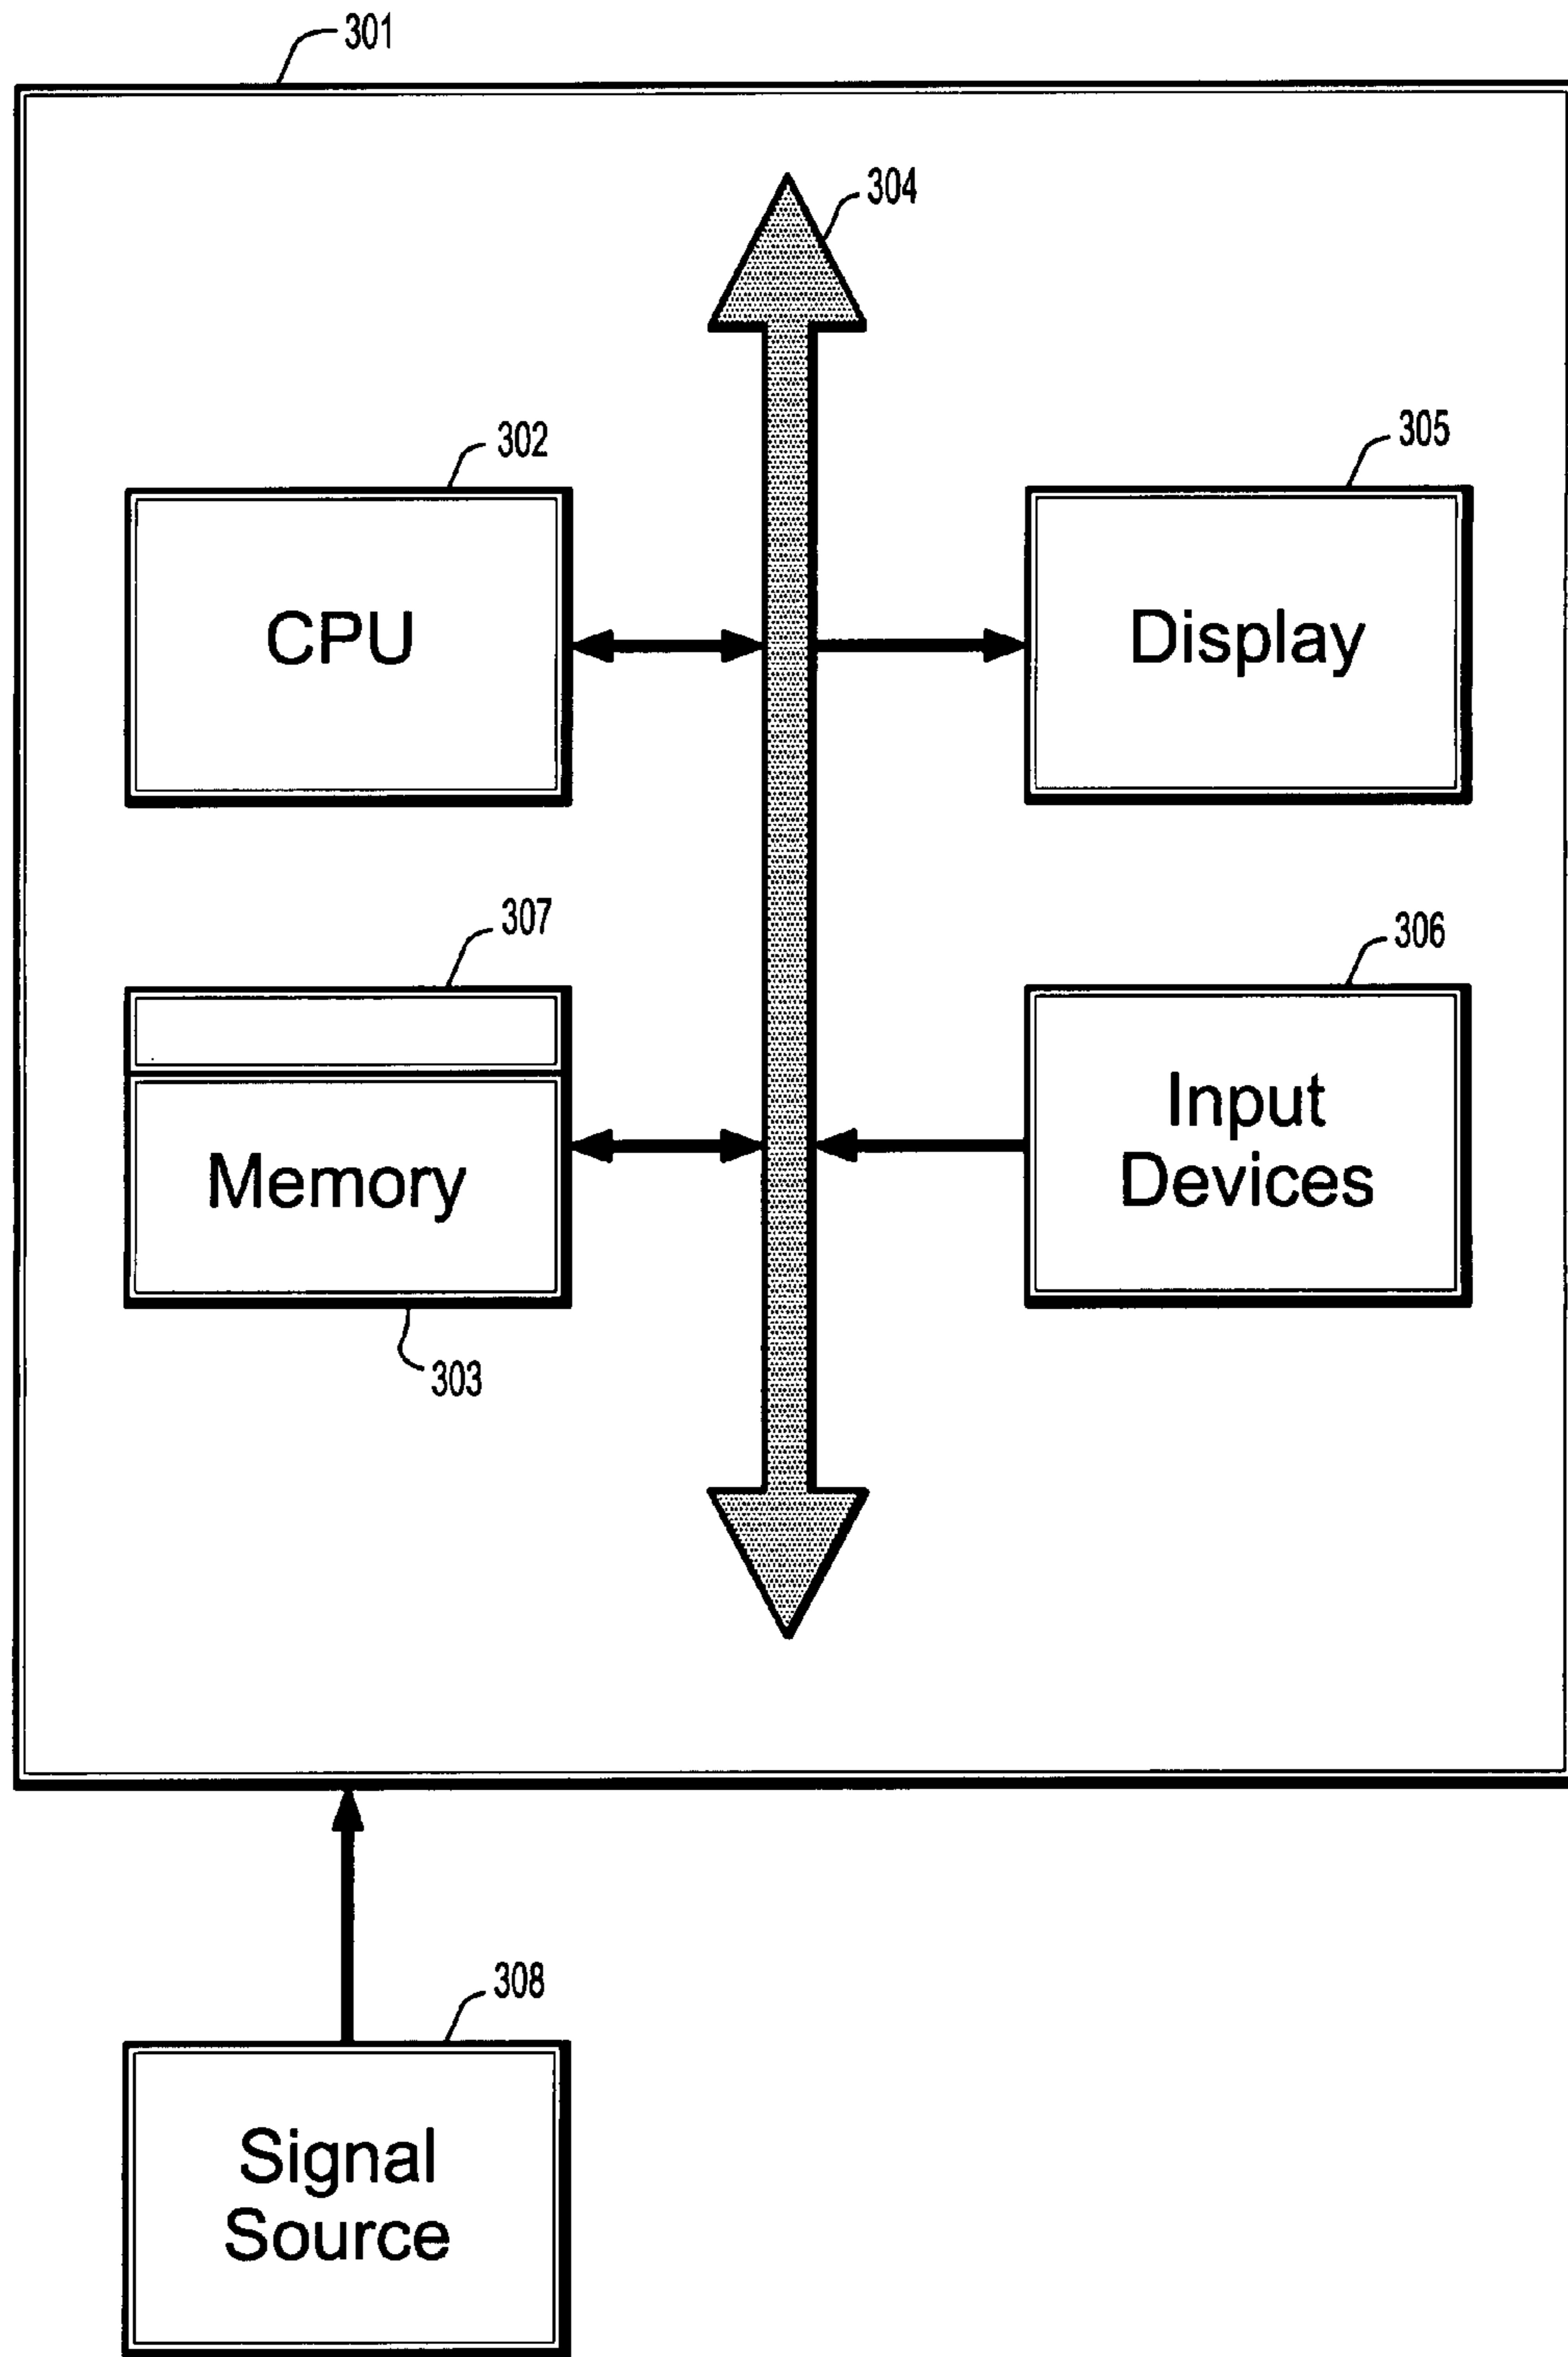 301
304
302
CPU
305
Display
307
Memory
303
306
Input
Devices
308
Signal
Source